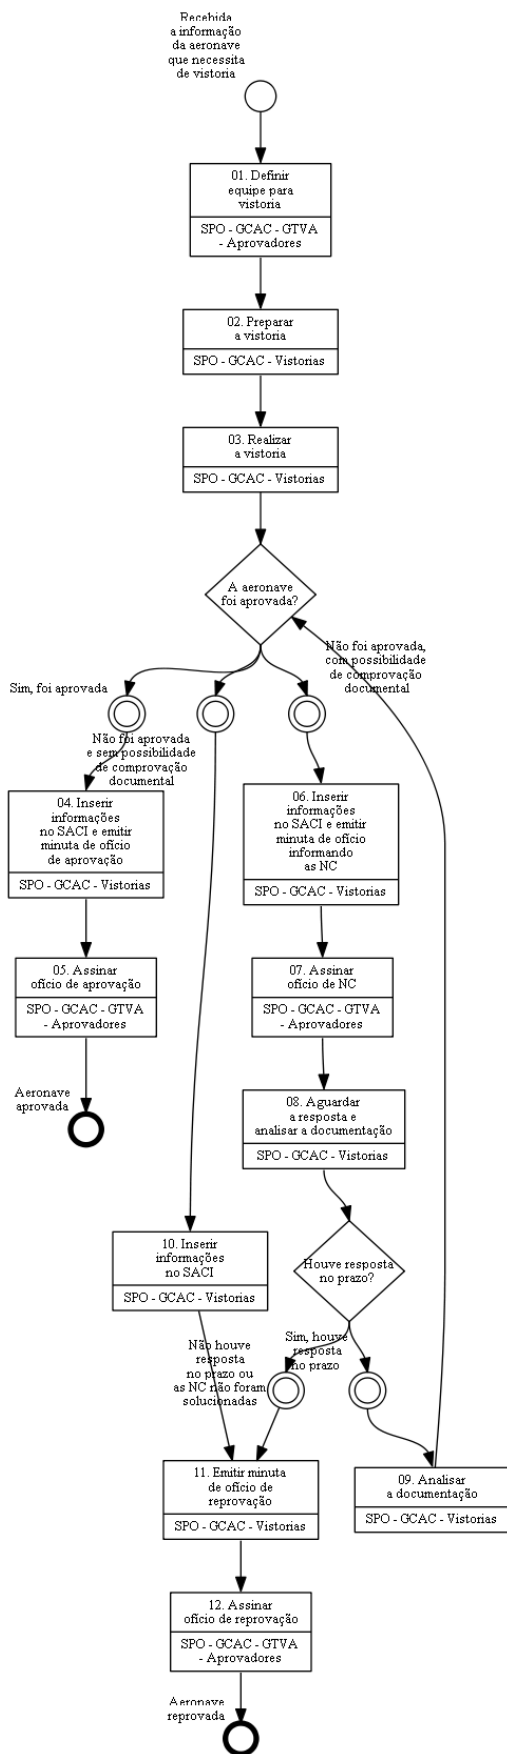 Recebida
a informação
da aeronave
que necessita
de vistoria
01. Definir
equipe para
vistoria
SPO - GCAC - GTVA
- Aprovadores
02. Preparar
a vistoria
SPO - GCAC - Vistorias
03. Realizar
a vistoria
SPO - GCAC - Vistorias
A aeronave
foi aprovada?
Sim, foi aprovada
Não foi aprovada
e sem possibilidade
de comprovação
documental
Não foi aprovada,
com possibilidade
de comprovação
documental
04. Inserir
informações
no SACI e emitir
minuta de ofício
de aprovação
SPO - GCAC - Vistorias
06. Inserir
informações
no SACI e emitir
minuta de ofício
informando
as NC
SPO - GCAC - Vistorias
05. Assinar
ofício de aprovação
SPO - GCAC - GTVA
- Aprovadores
07. Assinar
ofício de NC
SPO - GCAC - GTVA
- Aprovadores
Aeronave
aprovada
08. Aguardar
a resposta e
analisar a documentação
SPO - GCAC - Vistorias
10. Inserir
informações
no SACI
SPO - GCAC - Vistorias
Houve resposta
no prazo?
Não houve
resposta
no prazo ou
as NC não foram
solucionadas
Sim, houve
resposta
no prazo
11. Emitir minuta
de ofício de
reprovação
SPO - GCAC - Vistorias
09. Analisar
a documentação
SPO - GCAC - Vistorias
12. Assinar
ofício de reprovação
SPO - GCAC - GTVA
- Aprovadores
Aeronave
reprovada